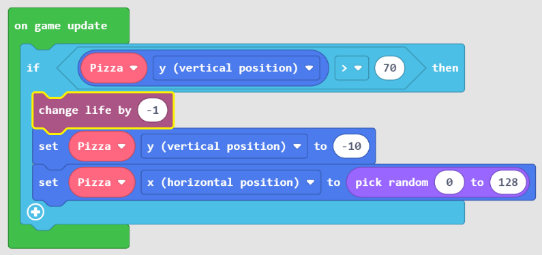 on game update
if Pizza y (vertical position) > 70 then
change life by -1
set Pizza y (vertical position) to -10
set Pizza x (horizontal position) to pick random 0 to 128